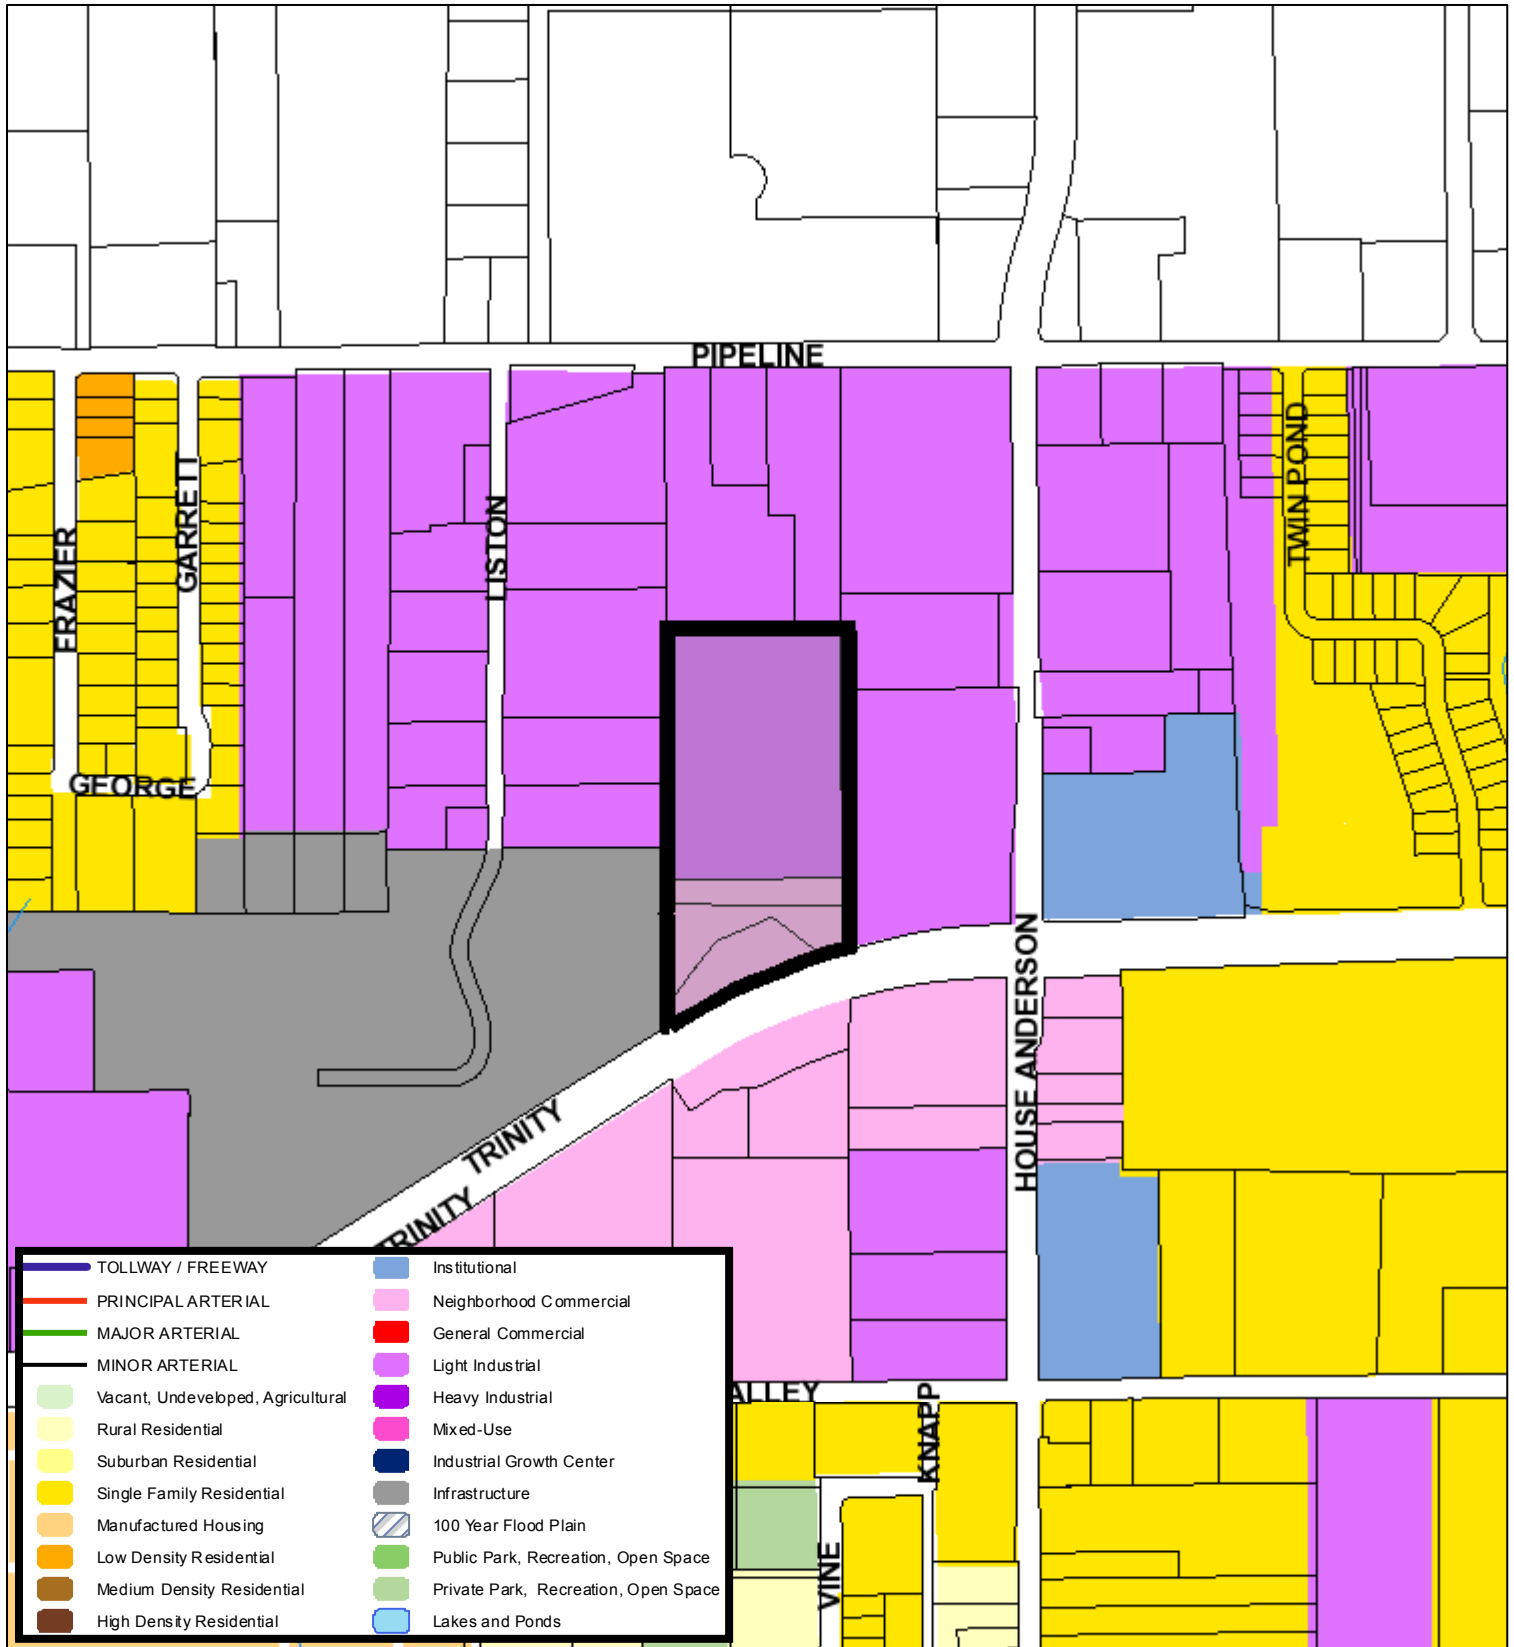 PIPELINE
FRAZIER
GARRETT
LISTON
TWIN POND
GEORGE
HOUSE ANDERSON
TRINITY
TRINITY
ALLEY
KNAPP
VINE
TOLLWAY / FREEWAY
PRINCIPAL ARTERIAL
MAJOR ARTERIAL
MINOR ARTERIAL
Vacant, Undeveloped, Agricultural
Rural Residential
Suburban Residential
Single Family Residential
Manufactured Housing
Low Density Residential
Medium Density Residential
High Density Residential
Institutional
Neighborhood Commercial
General Commercial
Light Industrial
Heavy Industrial
Mixed-Use
Industrial Growth Center
Infrastructure
100 Year Flood Plain
Public Park, Recreation, Open Space
Private Park, Recreation, Open Space
Lakes and Ponds